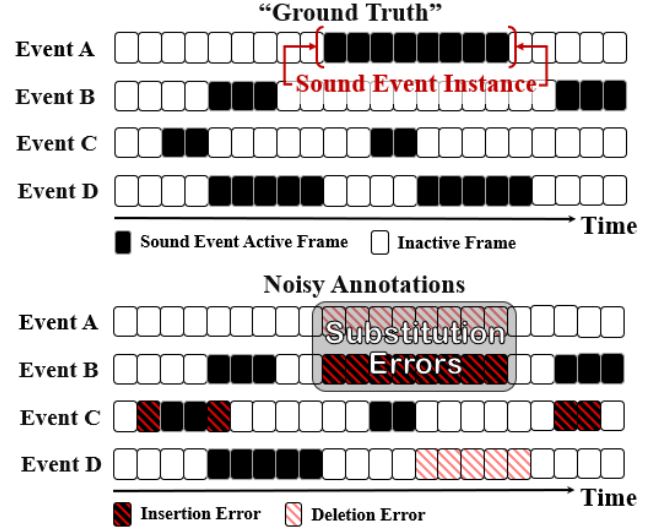 “Ground Truth”
Event A
Sound Event Instance
Event B
Event C
Event D
Time
Sound Event Active Frame
Inactive Frame
Noisy Annotations
Event A
Substitution
Errors
Event B
Event C
Event D
Time
Insertion Error
Deletion Error